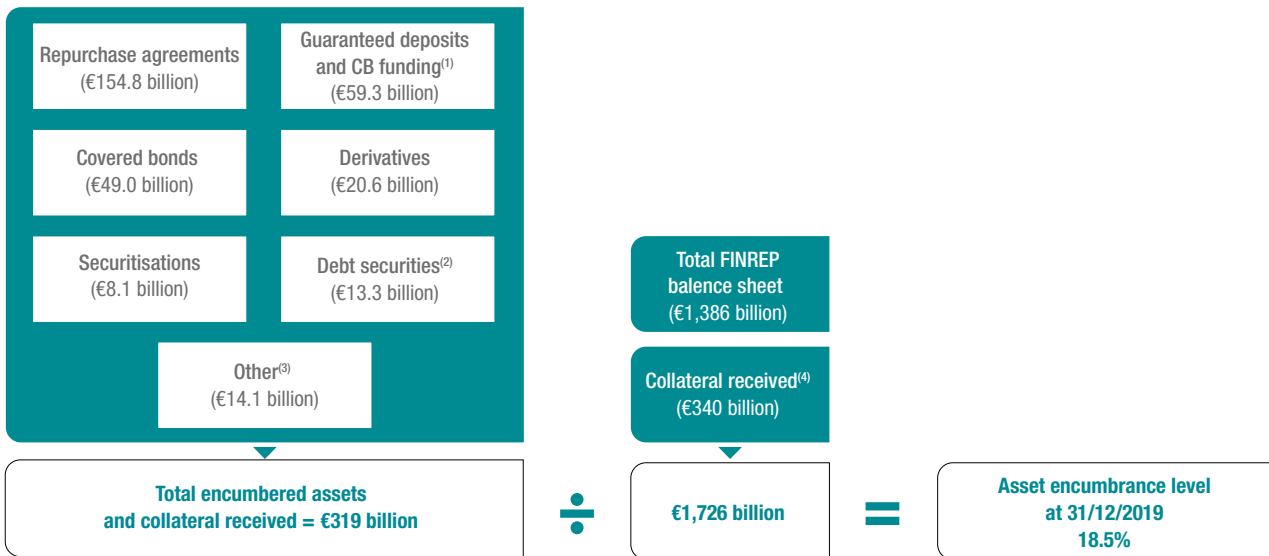 Repurchase agreements
(€154.8 billion)
Guaranteed deposits
and CB funding(1)
(€59.3 billion)
Covered bonds
(€49.0 billion)
Derivatives
(€20.6 billion)
Securitisations
(€8.1 billion)
Debt securities(2)
(€13.3 billion)
Other(3)
(€14.1 billion)
Total FINREP
balence sheet
(€1,386 billion)
Collateral received(4)
(€340 billion)
Total encumbered assets
and collateral received = €319 billion
÷
€1,726 billion
=
Asset encumbrance level
at 31/12/2019
18.5%